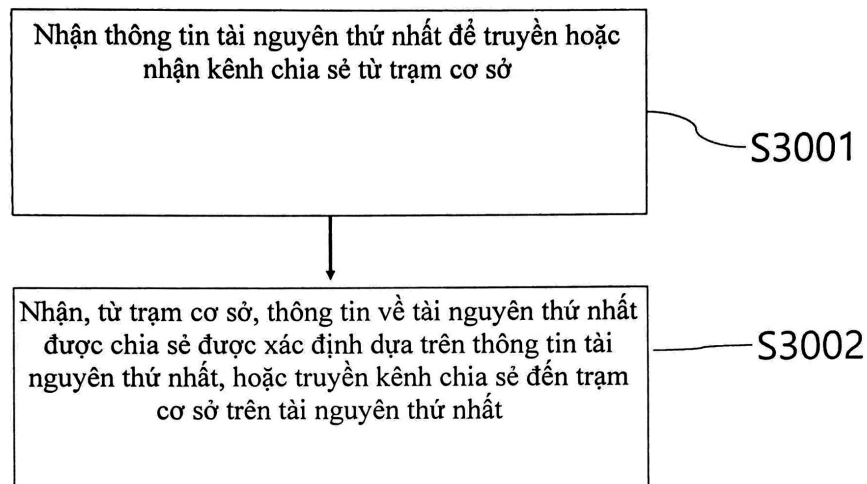 Nhận thông tin tài nguyên thứ nhất để truyền hoặc
nhận kênh chia sẻ từ trạm cơ sở
S3001
Nhận, từ trạm cơ sở, thông tin về tài nguyên thứ nhất
được chia sẻ được xác định dựa trên thông tin tài
nguyên thứ nhất, hoặc truyền kênh chia sẻ đến trạm
cơ sở trên tài nguyên thứ nhất
S3002